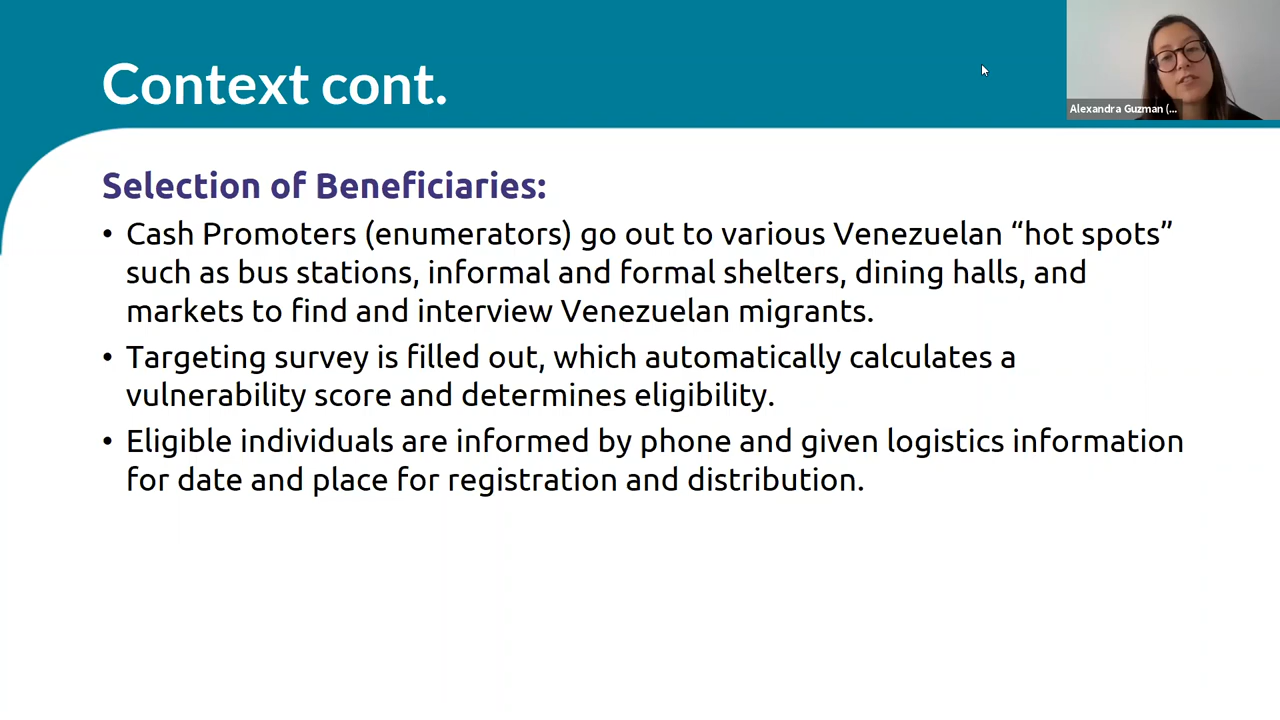 Context cont.
Alexandra Guzman (...
Selection of Beneficiaries:
• Cash Promoters (enumerators) go out to various Venezuelan “hot spots”
such as bus stations, informal and formal shelters, dining halls, and
markets to find and interview Venezuelan migrants.
• Targeting survey is filled out, which automatically calculates a
vulnerability score and determines eligibility.
• Eligible individuals are informed by phone and given logistics information
for date and place for registration and distribution.